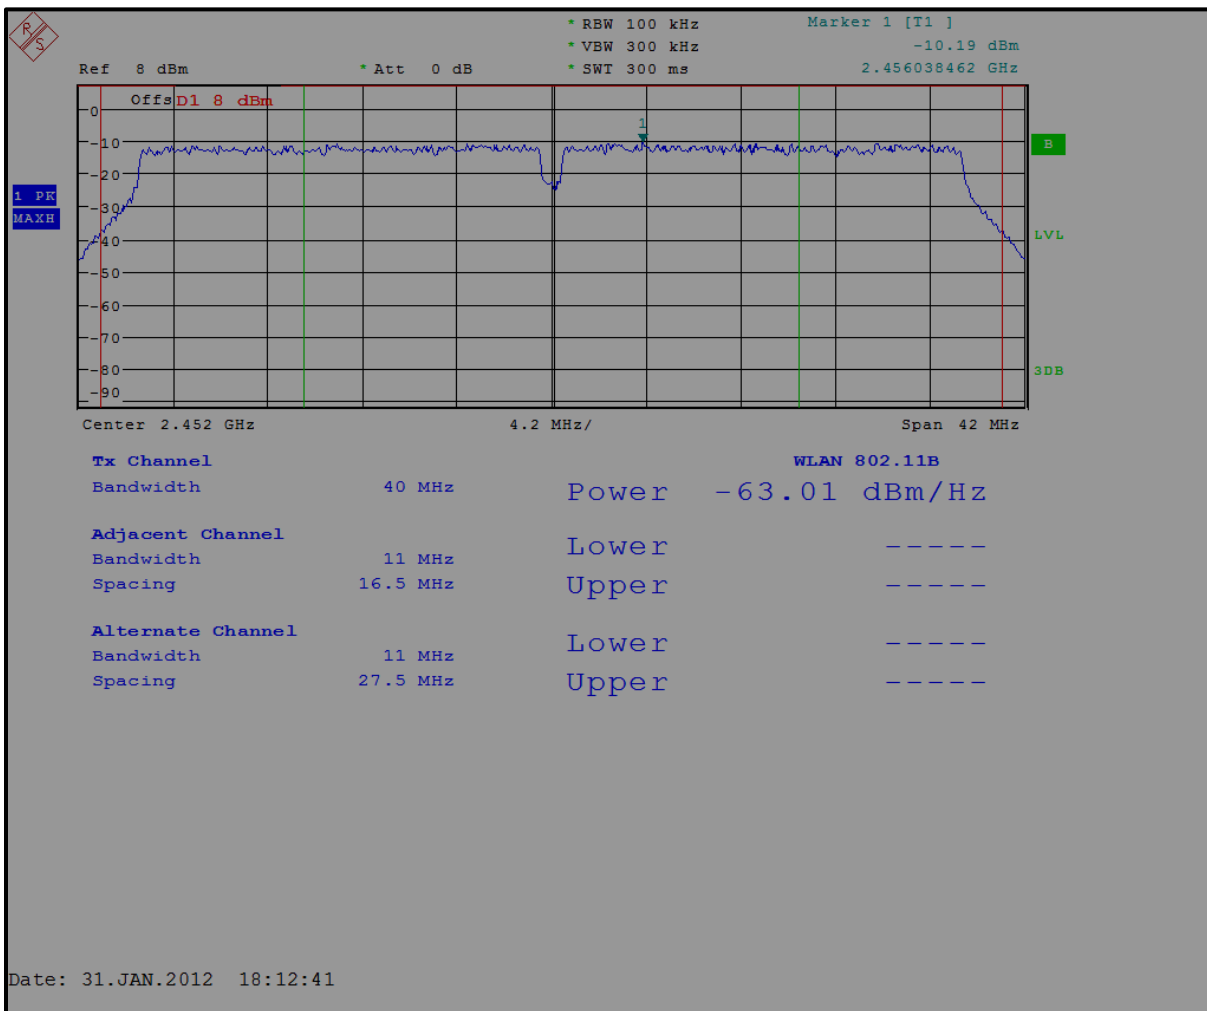 R/S
* RBW 100 kHz Marker 1 [T1 ]
* VBW 300 kHz -10.19 dBm
Ref 8 dBm * Att 0 dB * SWT 300 ms 2.456038462 GHz
Offs D1 8 dBm
0
1
-10
B
-20
1 PK
-30
MAXH
-40
LVL
-50
-60
-70
-80
3DB
-90
Center 2.452 GHz 4.2 MHz/ Span 42 MHz
Tx Channel WLAN 802.11B
Bandwidth 40 MHz Power -63.01 dBm/Hz
Adjacent Channel
Lower -----
Bandwidth 11 MHz
Spacing 16.5 MHz Upper -----
Alternate Channel
Lower -----
Bandwidth 11 MHz
Spacing 27.5 MHz Upper -----
Date: 31.JAN.2012 18:12:41